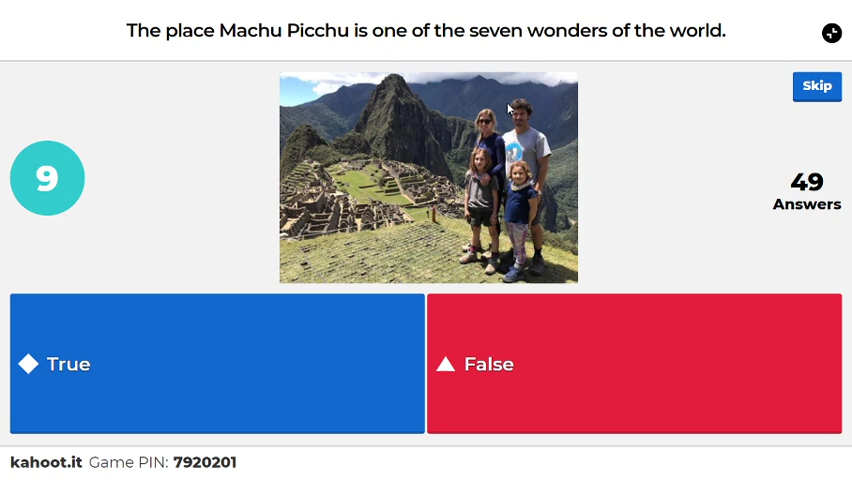 The place Machu Picchu is one of the seven wonders of the world.
Skip
9
49
Answers
True
False
kahoot.it Game PIN: 7920201